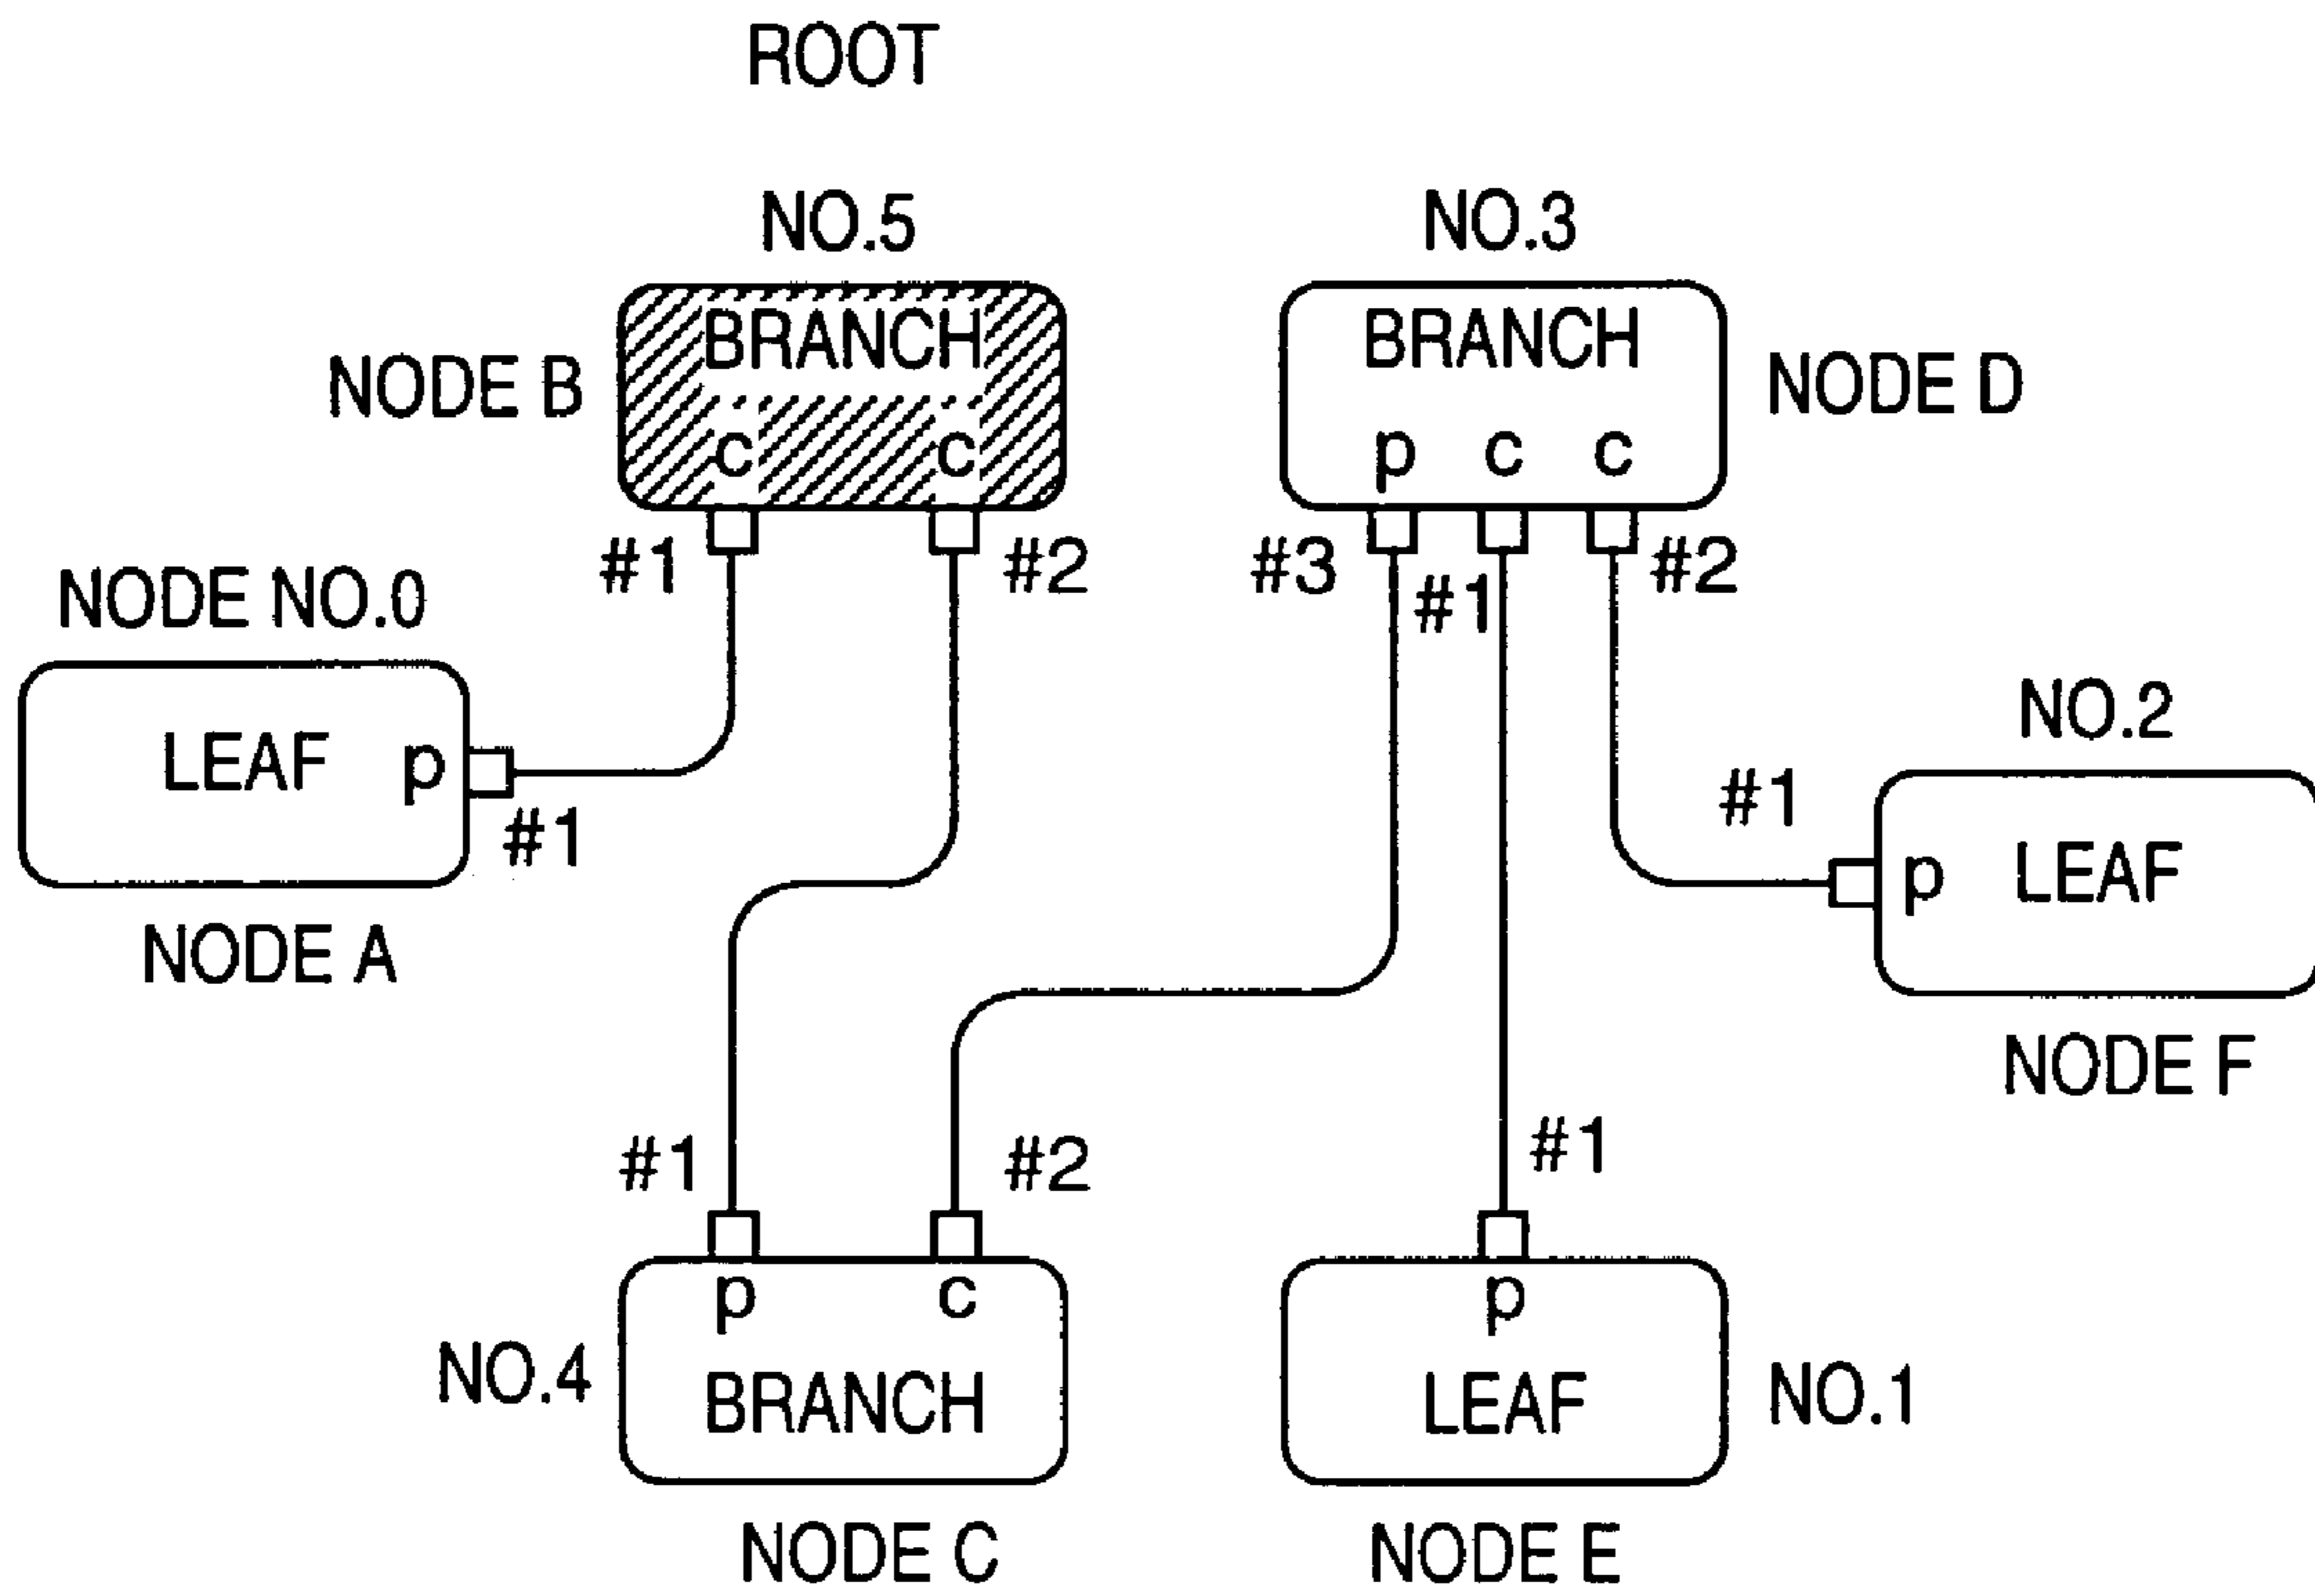 ROOT
NO.5
NO.3
BRANCH
BRANCH
NODE B
NODE D
c c
p c c
#1
#2
#3
#1
#2
NODE NO.0
LEAF p
#1
NODE A
NO.2
#1
p LEAF
NODE F
#1
#2
#1
p c
p
NO.4
BRANCH
LEAF
NO.1
NODE C
NODE E